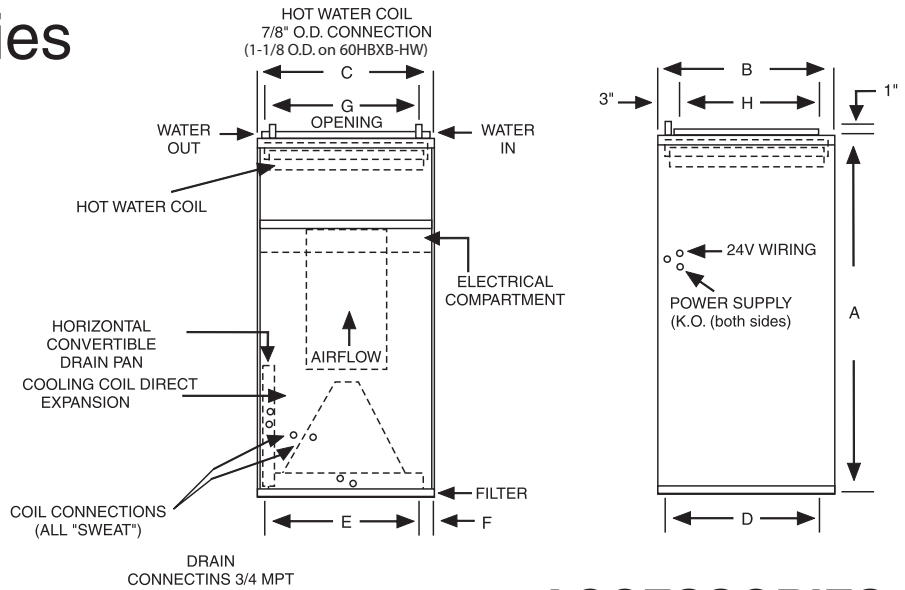 ies
HOT WATER COIL
7/8" O.D. CONNECTION
(1-1/8 O.D. on 60HBXB-HW)
C
G
OPENING
WATER
OUT
WATER
IN
HOT WATER COIL
ELECTRICAL
COMPARTMENT
HORIZONTAL
CONVERTIBLE
DRAIN PAN
AIRFLOW
COOLING COIL DIRECT
EXPANSION
COIL CONNECTIONS
(ALL "SWEAT")
FILTER
E
F
DRAIN
CONNECTINS 3/4 MPT
B
3"
H
1"
24V WIRING
POWER SUPPLY
(K.O. (both sides)
A
D
ACCESSORIES